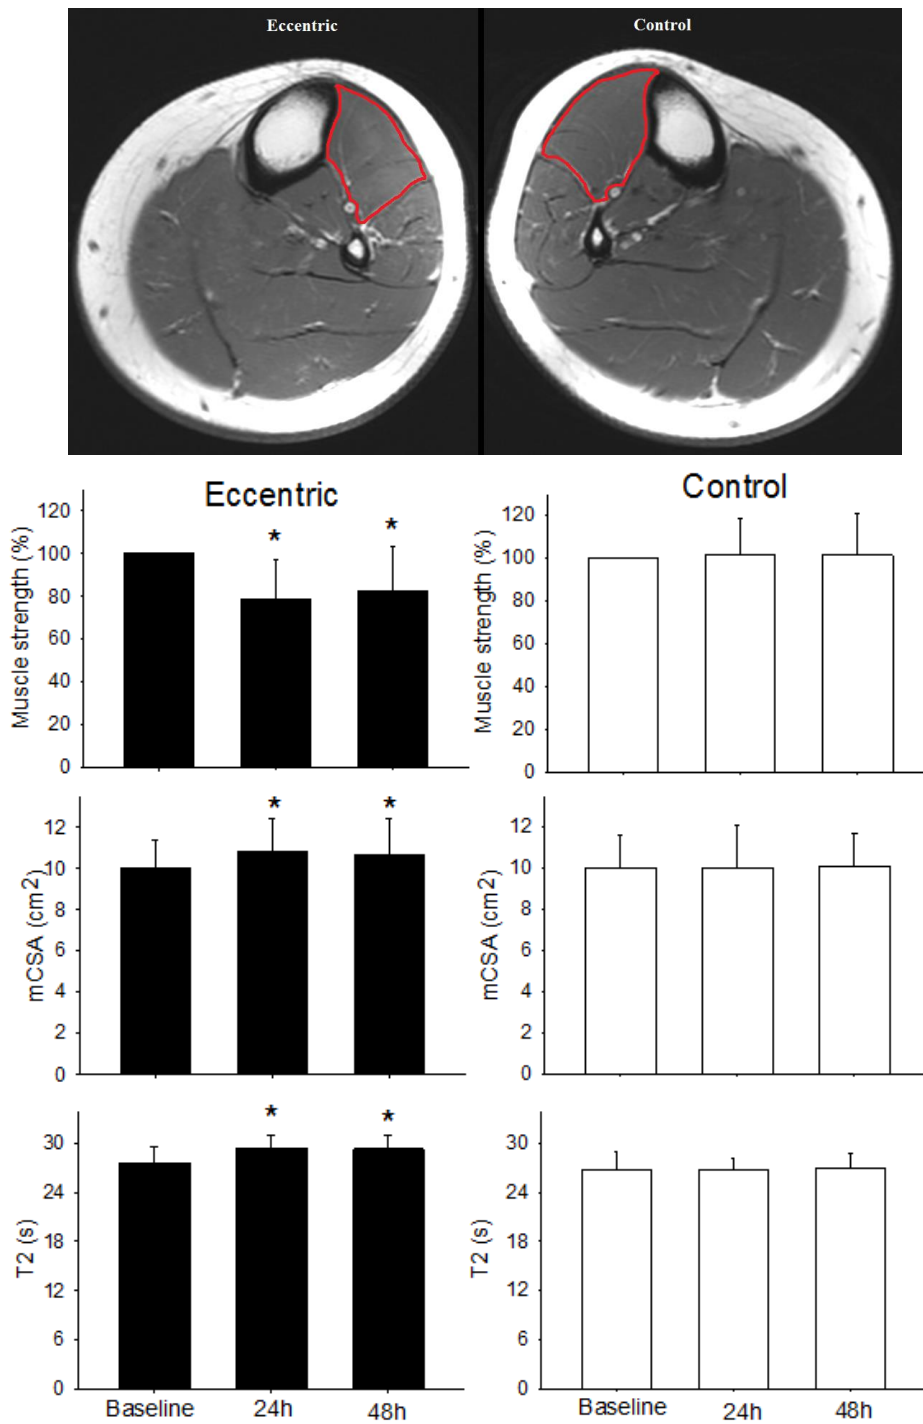 Eccentric
Control
Eccentric
Control
Muscle strength (%)
120
100
80
60
40
20
0
*
*
Muscle strength (%)
120
100
80
60
40
20
0
mCSA (cm2)
12
10
8
6
4
2
0
*
*
mCSA (cm2)
12
10
8
6
4
2
0
T2 (s)
30
24
18
12
6
0
*
*
Baseline
24h
48h
T2 (s)
30
24
18
12
6
0
Baseline
24h
48h